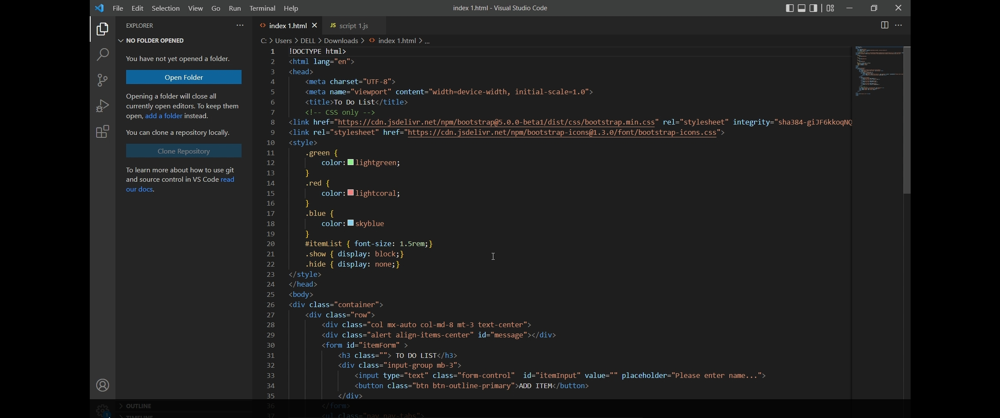 File Edit Selection View Go Run Terminal Help
index 1.html - Visual Studio Code
EXPLORER
NO FOLDER OPENED
You have not yet opened a folder.
Open Folder
Opening a folder will close all
currently open editors. To keep them
open, add a folder instead.
You can clone a repository locally.
Clone Repository
To learn more about how to use git
and source control in VS Code read
our docs.
OUTLINE
TIMELINE
1
index 1.html
JS script 1.js
C: > Users > DELL > Downloads > index 1.html > ...
1 !DOCTYPE html>
2 <html lang="en">
3 <head>
4 <meta charset="UTF-8">
5 <meta name="viewport" content="width=device-width, initial-scale=1.0">
6 <title>To Do List</title>
7 <!-- CSS only -->
8 <link href="https://cdn.jsdelivr.net/npm/bootstrap@5.0.0-beta1/dist/css/bootstrap.min.css" rel="stylesheet" integrity="sha384-giJF6kkoqNQ
9 <link rel="stylesheet" href="https://cdn.jsdelivr.net/npm/bootstrap-icons@1.3.0/font/bootstrap-icons.css">
10 <style>
11 .green {
12 color: lightgreen;
13 }
14 .red {
15 color: lightcoral;
16 }
17 .blue {
18 color: skyblue
19 }
20 #itemList { font-size: 1.5rem;}
21 .show { display: block;}
22 .hide { display: none;}
23 </style>
24 </head>
25 <body>
26 <div class="container">
27 <div class="row">
28 <div class="col mx-auto col-md-8 mt-3 text-center">
29 <div class="alert align-items-center" id="message"></div>
30 <form id="itemForm" >
31 <h3 class=""> TO DO LIST</h3>
32 <div class="input-group mb-3">
33 <input type="text" class="form-control"  id="itemInput" value="" placeholder="Please enter name...">
34 <button class="btn btn-outline-primary">ADD ITEM</button>
35 </div>
36 </form>
37 <ul class="nav nav-tabs">